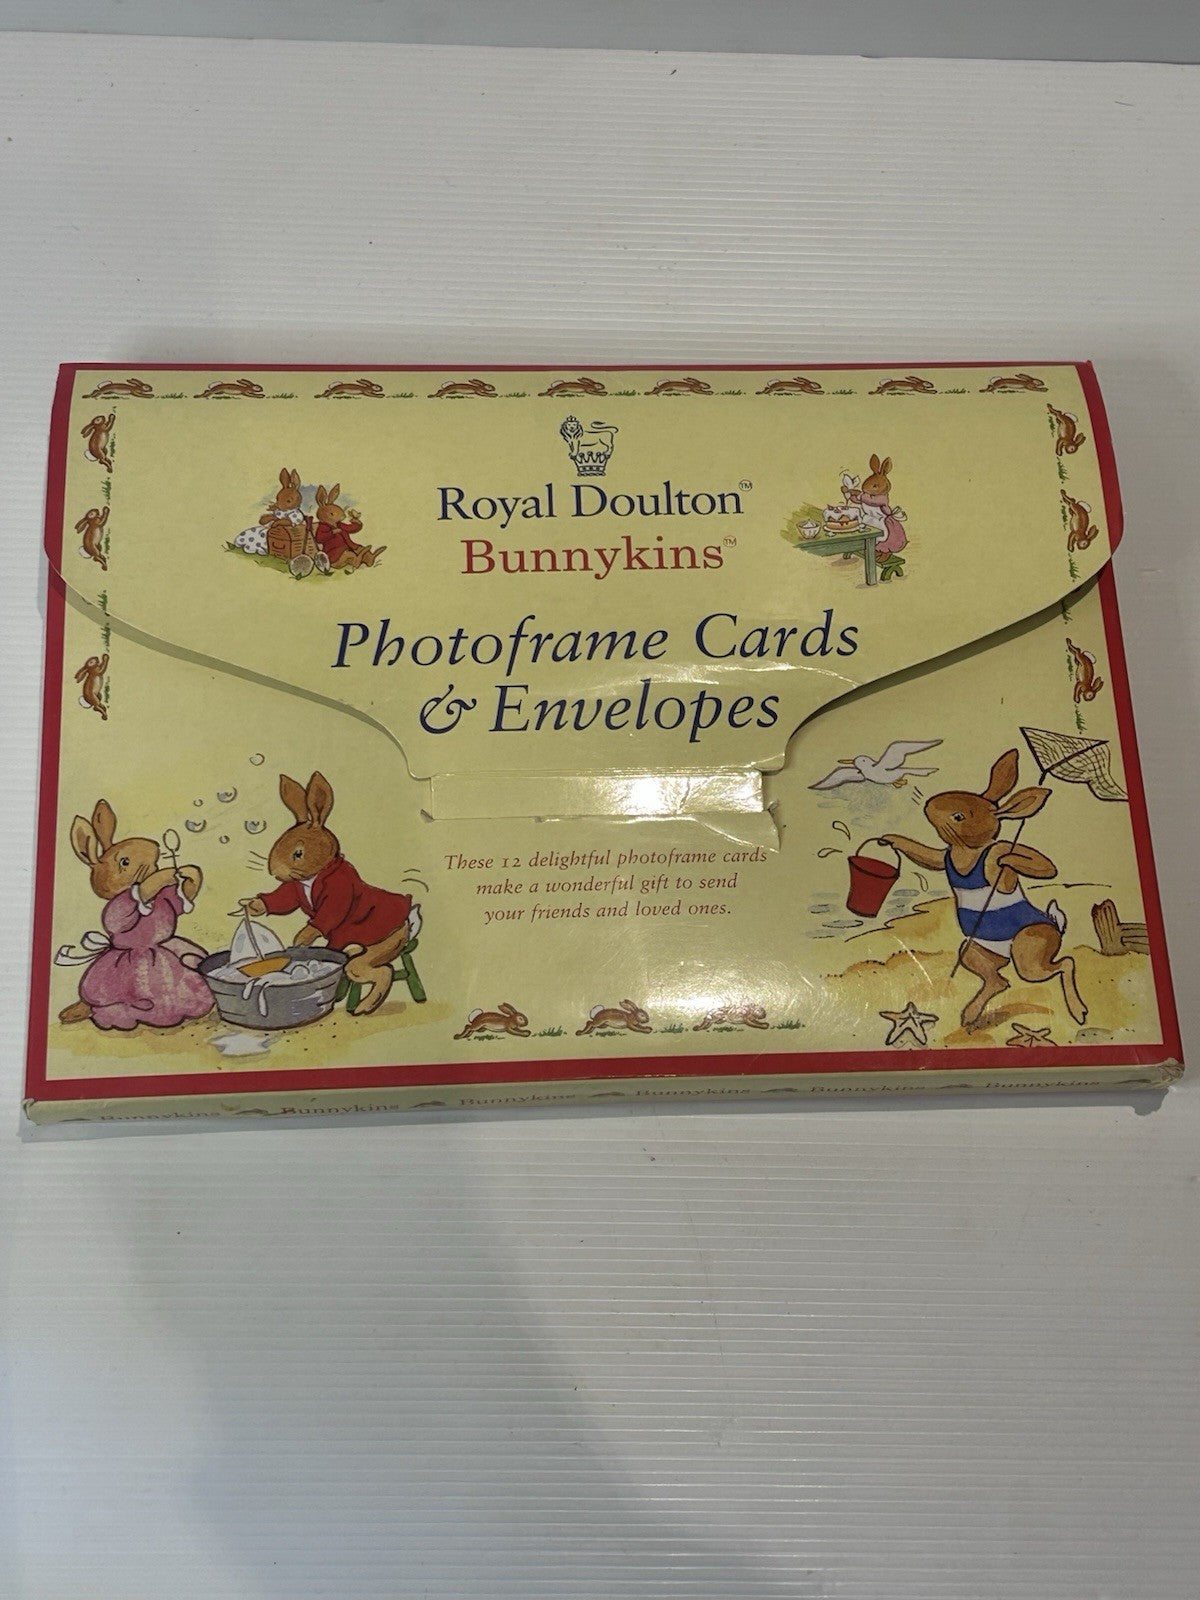 Royal Doulton™
Bunnykins™
Photoframe Cards
& Envelopes
These 12 delightful photoframe cards
make a wonderful gift to send
your friends and loved ones.
Bunnykins Bunnykins Bunnykins Bunnykins Bunnykins Bunnykins